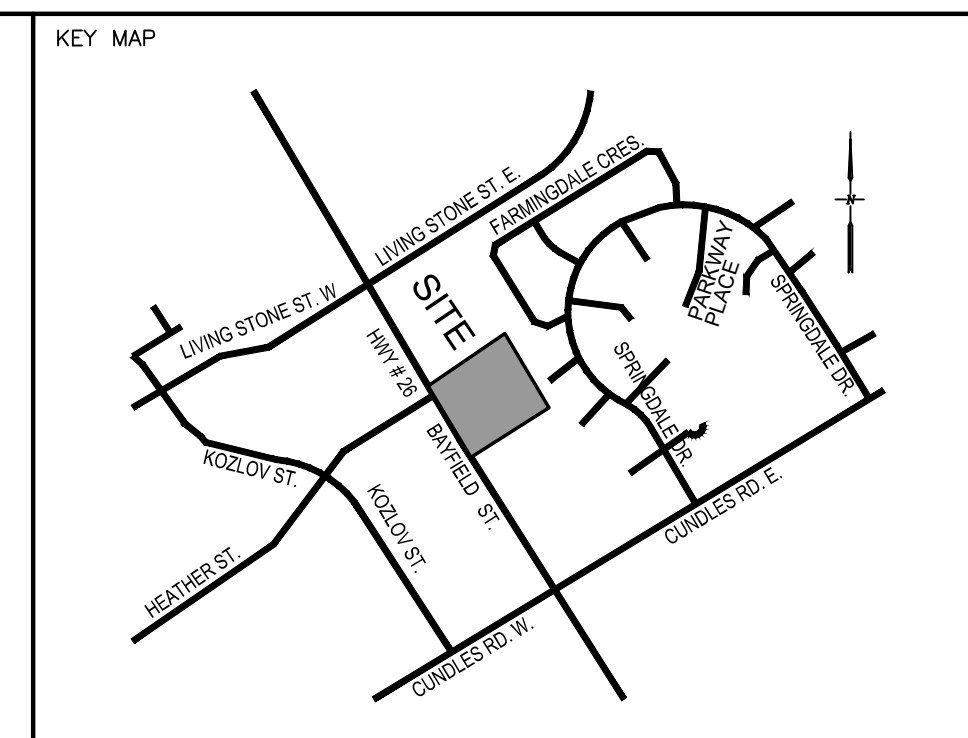 KEY MAP
LIVING STONE ST. E.
FARMINGDALE CRES.
N
SITE
PARKWAY
PLACE
LIVING STONE ST. W
HWY # 26
SPRINGDALE DR.
SPRINGDALE DR.
BAYFIELD ST.
KOZLOV ST.
KOZLOV ST.
CUNDLES RD. E.
HEATHER ST.
CUNDLES RD. W.